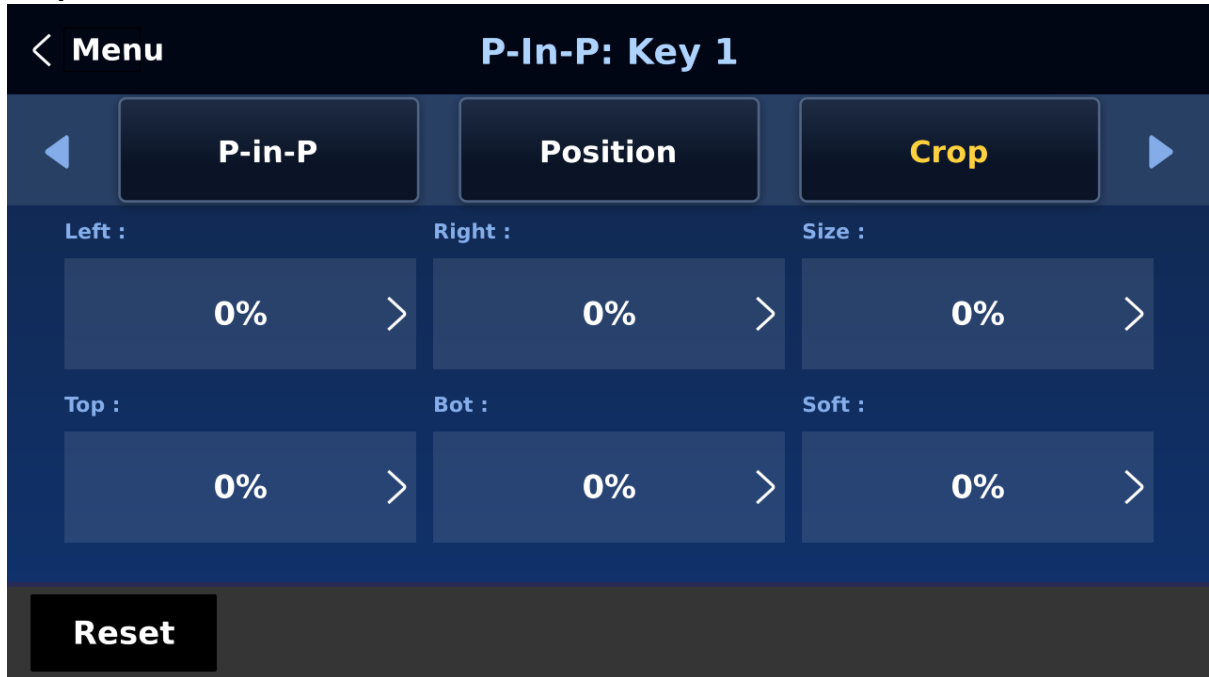 Menu
P-In-P: Key 1
P-in-P Position Crop
Left : Right : Size :
0% 0% 0%
Top : Bot : Soft :
0% 0% 0%
Reset